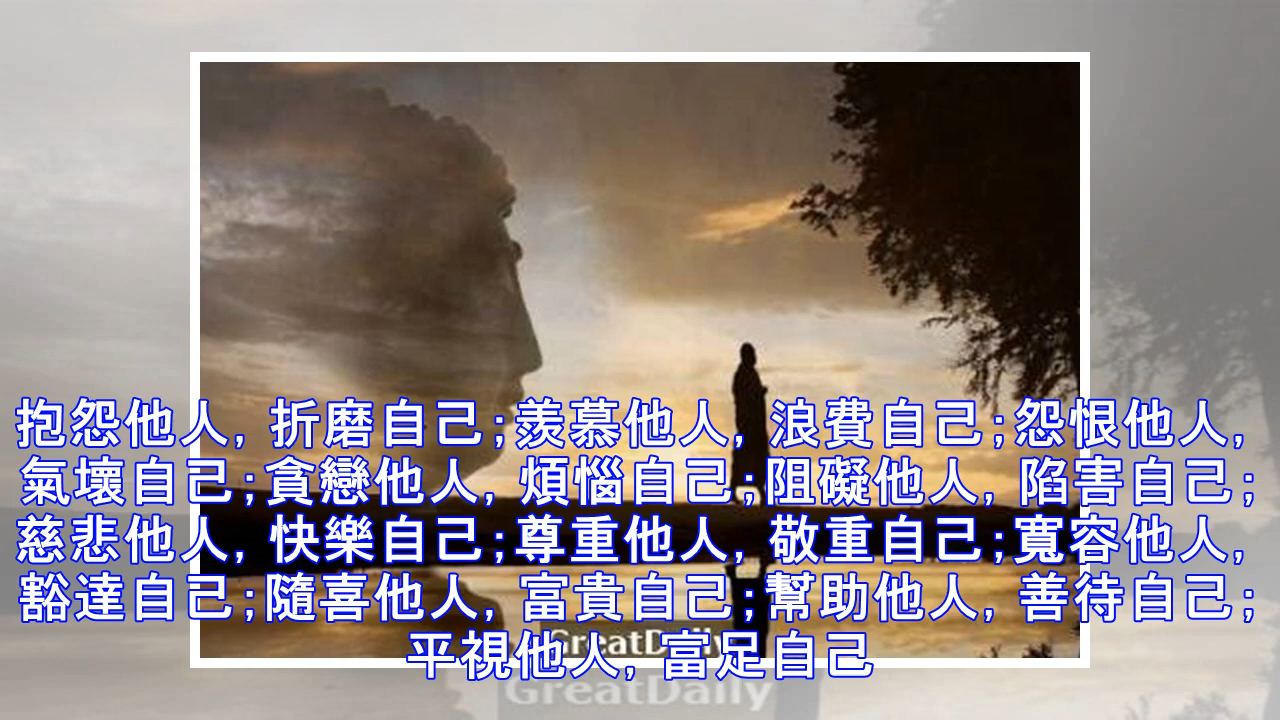 抱怨他人, 折磨自己;羨慕他人, 浪費自己;怨恨他人,
氣壞自己;貪戀他人, 煩惱自己;阻礙他人, 陷害自己;
慈悲他人, 快樂自己;尊重他人, 敬重自己;寬容他人,
豁達自己;隨喜他人, 富貴自己;幫助他人, 善待自己;
GreatDaily
平視他人, 富足自己
GreatDaily